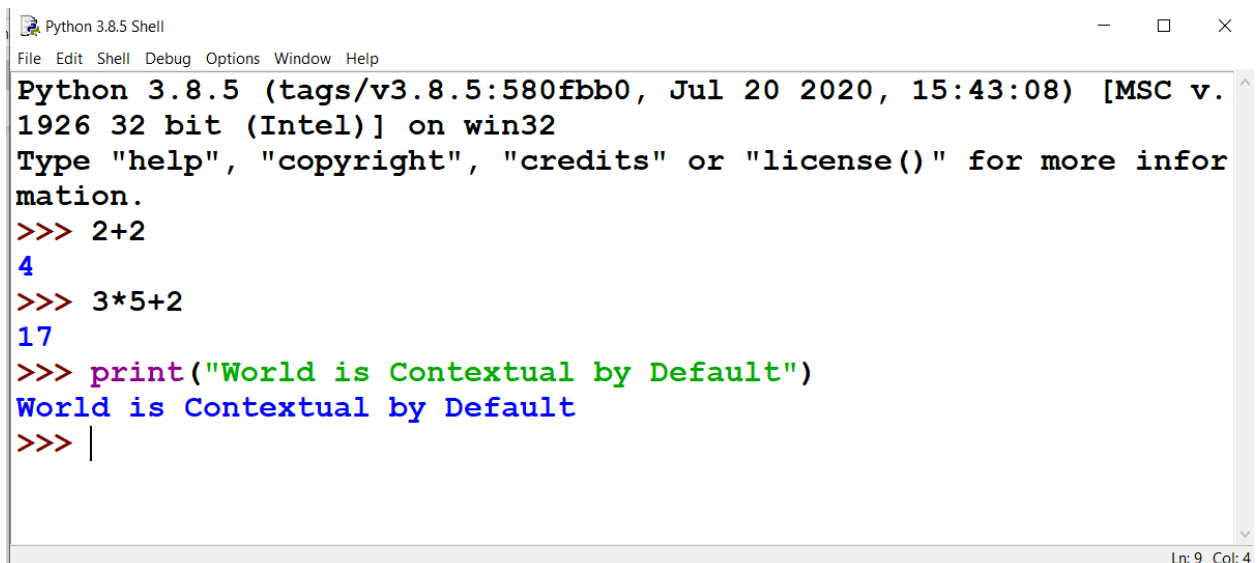 Python 3.8.5 Shell
File Edit Shell Debug Options Window Help
Python 3.8.5 (tags/v3.8.5:580fbb0, Jul 20 2020, 15:43:08) [MSC v.
1926 32 bit (Intel)] on win32
Type "help", "copyright", "credits" or "license()" for more infor
mation.
>>> 2+2
4
>>> 3*5+2
17
>>> print("World is Contextual by Default")
World is Contextual by Default
>>>
Ln: 9 Col: 4